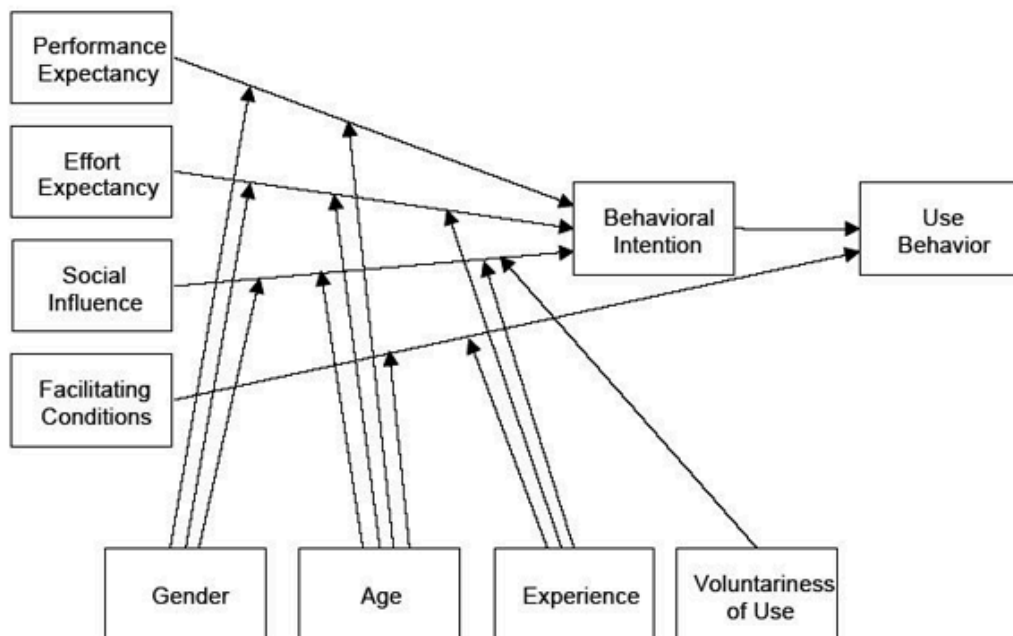 Performance
Expectancy
Effort
Expectancy
Social
Influence
Facilitating
Conditions
Behavioral
Intention
Use
Behavior
Gender
Age
Experience
Voluntariness
of Use